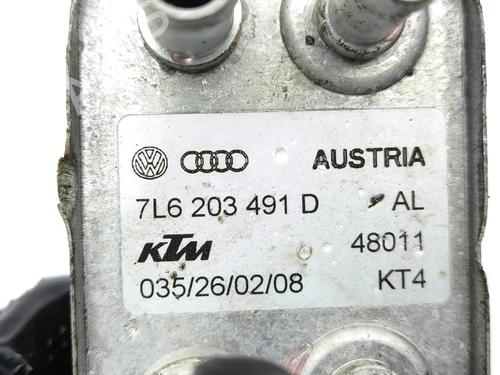 AUSTRIA
7L6 203 491 D AL
KTM 48011
035/26/02/08 KT4